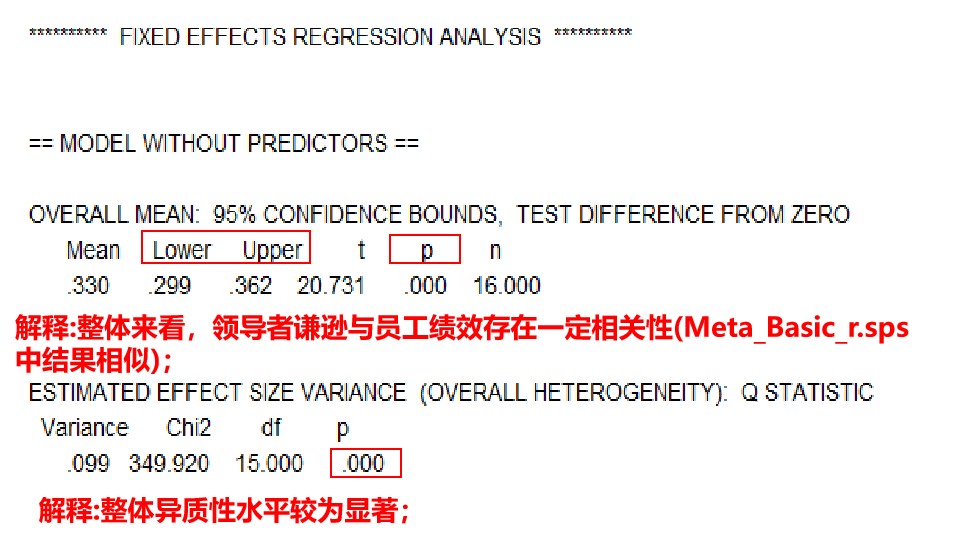 ********** FIXED EFFECTS REGRESSION ANALYSIS **********
== MODEL WITHOUT PREDICTORS ==
OVERALL MEAN: 95% CONFIDENCE BOUNDS, TEST DIFFERENCE FROM ZERO
Mean Lower Upper t p n
.330 .299 .362 20.731 .000 16.000
解释:整体来看，领导者谦逊与员工绩效存在一定相关性(Meta_Basic_r.sps
中结果相似)；
ESTIMATED EFFECT SIZE VARIANCE (OVERALL HETEROGENEITY): Q STATISTIC
Variance Chi2 df p
.099 349.920 15.000 .000
解释:整体异质性水平较为显著；